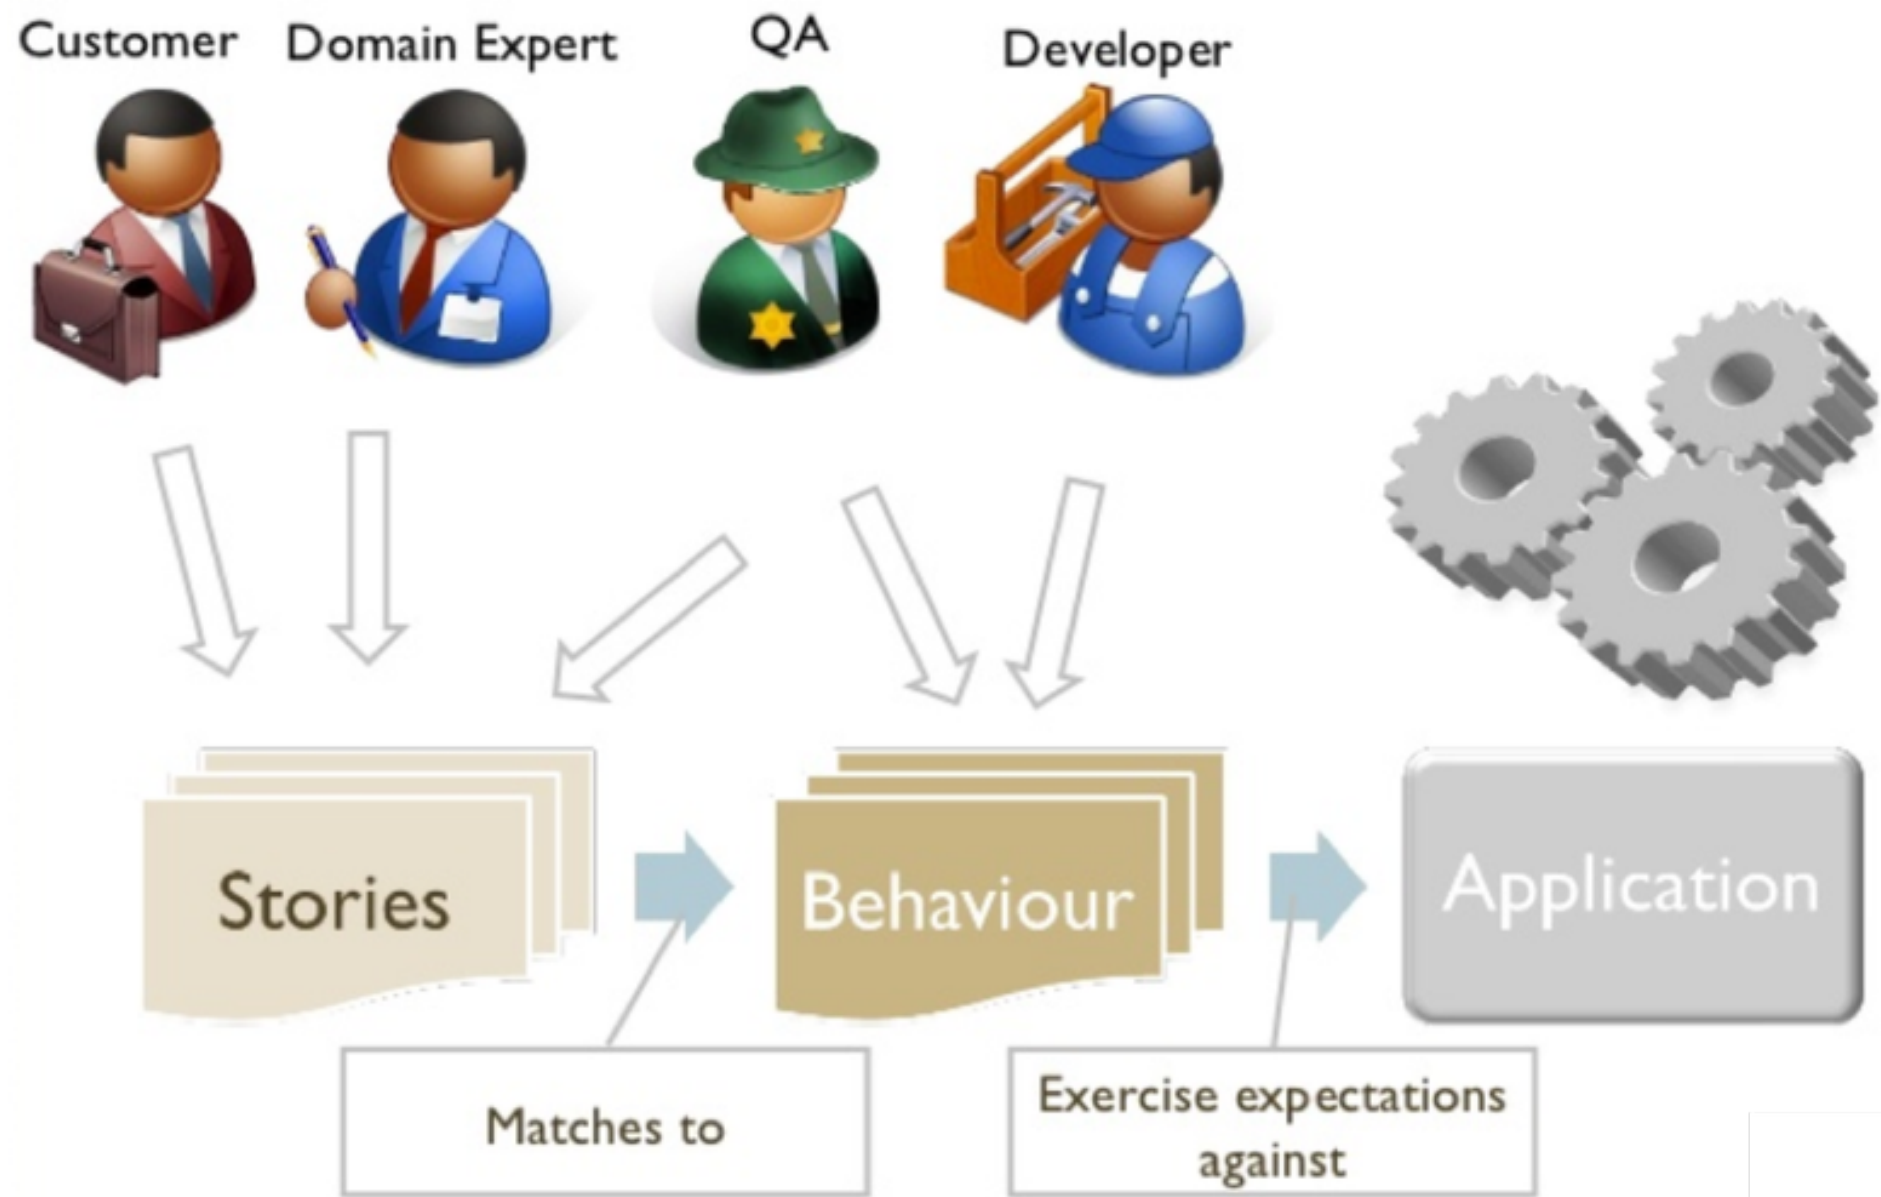 Customer
Domain Expert
QA
Developer
Stories
Behaviour
Application
Matches to
Exercise expectations
against